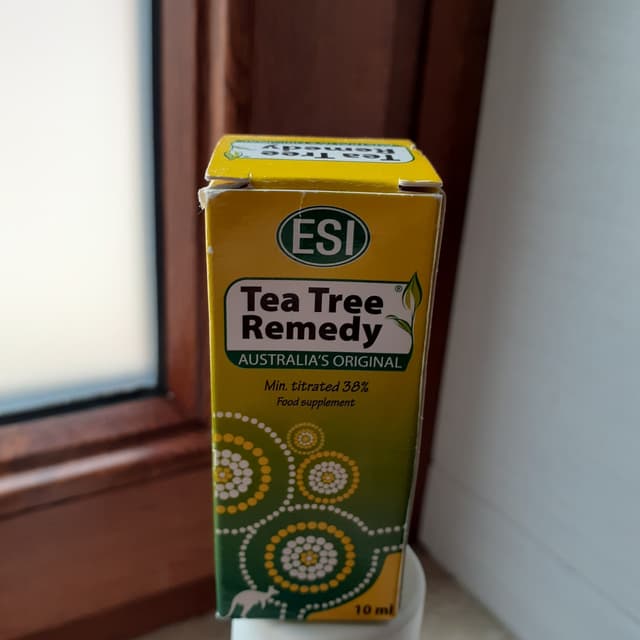 Tea Tree
Remedy
ESI
Tea Tree®
Remedy
AUSTRALIA'S ORIGINAL
Min. titrated 38%
Food supplement
10 ml